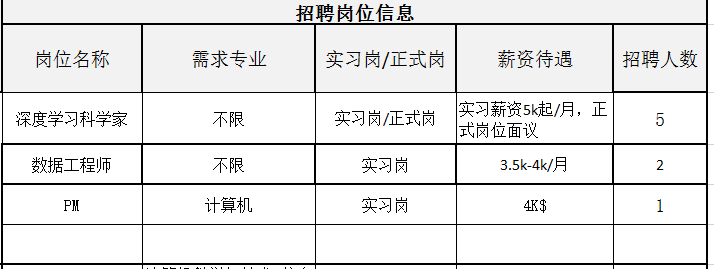 招聘岗位信息
岗位名称 需求专业 实习岗/正式岗 薪资待遇 招聘人数
深度学习科学家 不限 实习岗/正式岗 实习薪资5k起/月，正
式岗位面议 5
数据工程师 不限 实习岗 3.5k-4k/月 2
PM 计算机 实习岗 4K$ 1